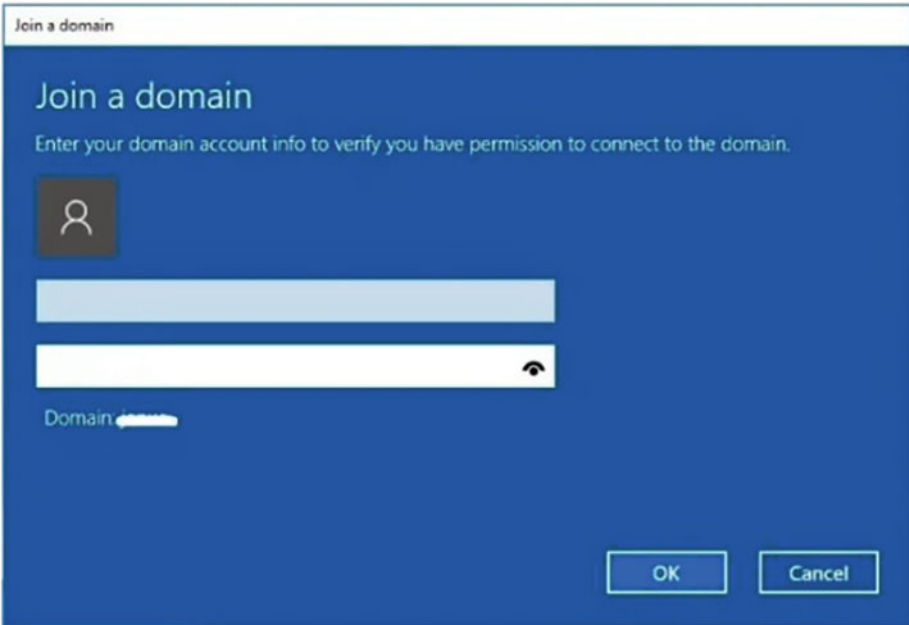 Join a domain
Join a domain
Enter your domain account info to verify you have permission to connect to the domain.
Domain:
OK
Cancel